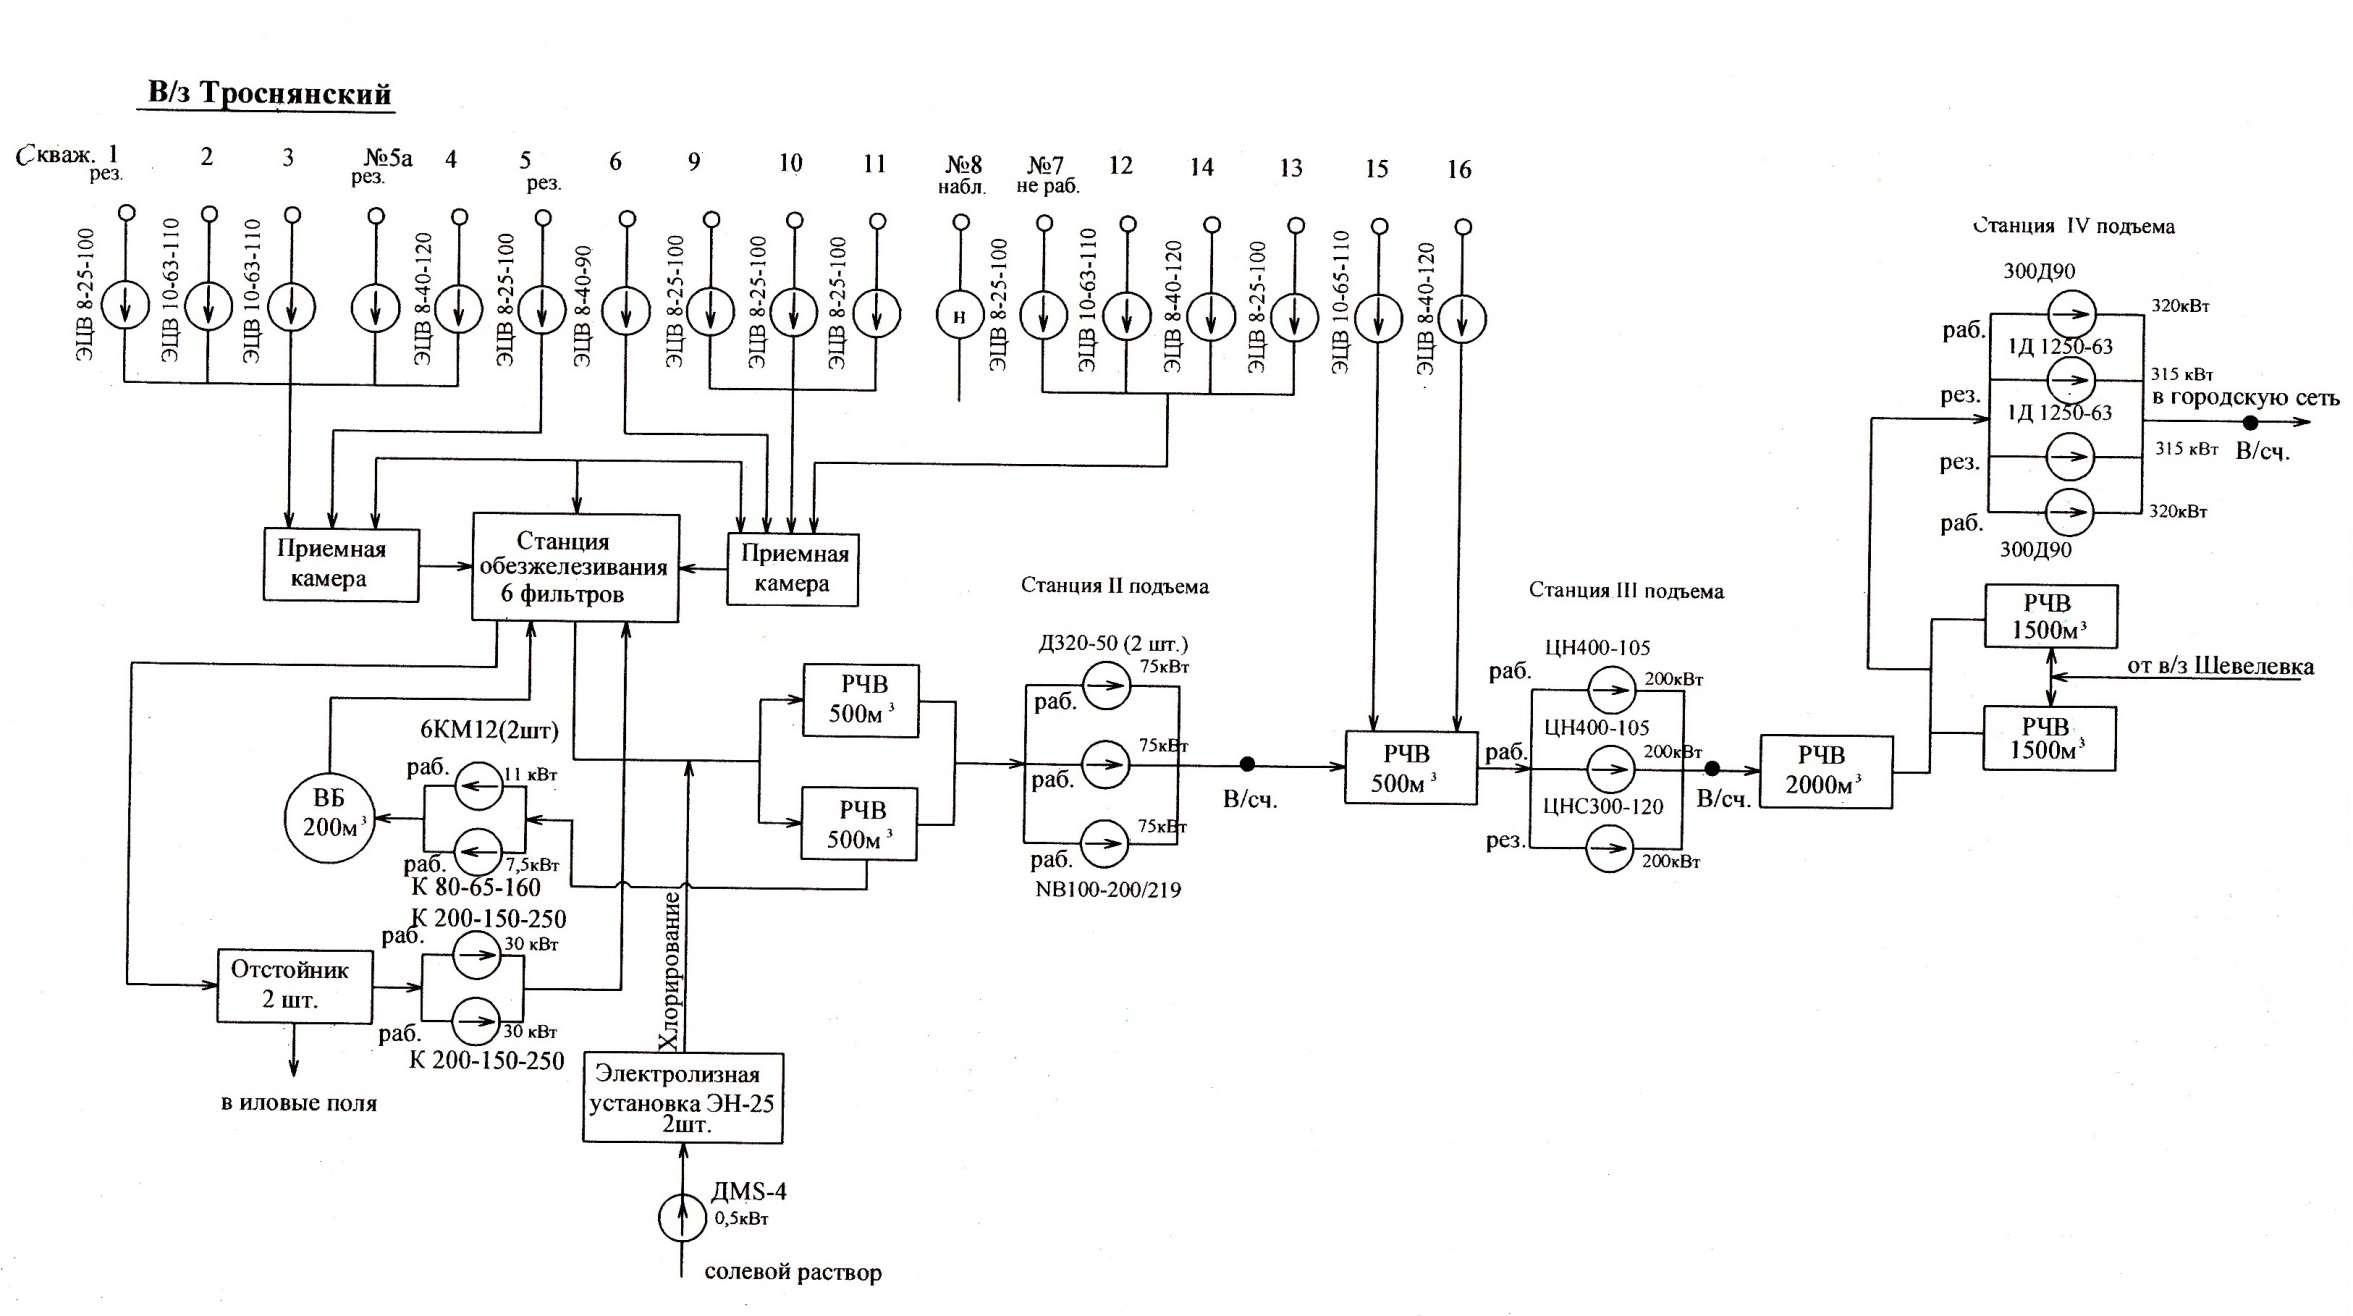 В/з Троснянский
Скваж. 1
рез.
2
3
№5а
рез.
4
5
рез.
6
9
10
11
№8
набл.
№7
не раб.
12
14
13
15
16
ЭЦВ 8-25-100
ЭЦВ 10-63-110
ЭЦВ 10-63-110
ЭЦВ 8-40-120
ЭЦВ 8-25-100
ЭЦВ 8-40-90
ЭЦВ 8-25-100
ЭЦВ 8-25-100
ЭЦВ 8-25-100
н
ЭЦВ 8-25-100
ЭЦВ 10-63-110
ЭЦВ 8-40-120
ЭЦВ 8-25-100
ЭЦВ 10-65-110
ЭЦВ 8-40-120
Станция IV подъема
300Д90
320кВт
раб.
1Д 1250-63
315 кВт
рез.
в городскую сеть
1Д 1250-63
315 кВт
В/сч.
рез.
320кВт
раб.
300Д90
Приемная
камера
Станция
обезжелезивания
6 фильтров
Приемная
камера
Станция II подъема
Д320-50 (2 шт.)
75кВт
раб.
75кВт
раб.
75кВт
раб.
NB100-200/219
В/сч.
РЧВ
500м³
РЧВ
500м³
РЧВ
500м³
Станция III подъема
ЦН400-105
раб.
200кВт
ЦН400-105
раб.
200кВт
ЦНС300-120
рез.
200кВт
В/сч.
РЧВ
2000м³
РЧВ
1500м³
от в/з Шевелевка
РЧВ
1500м³
6КМ12(2шт)
раб.
11 кВт
ВБ
200м³
раб.
7,5кВт
К 80-65-160
К 200-150-250
раб.
30 кВт
Отстойник
2 шт.
раб.
30 кВт
К 200-150-250
в иловые поля
Хлорирование
Электролизная
установка ЭН-25
2шт.
ДМS-4
0,5кВт
солевой раствор